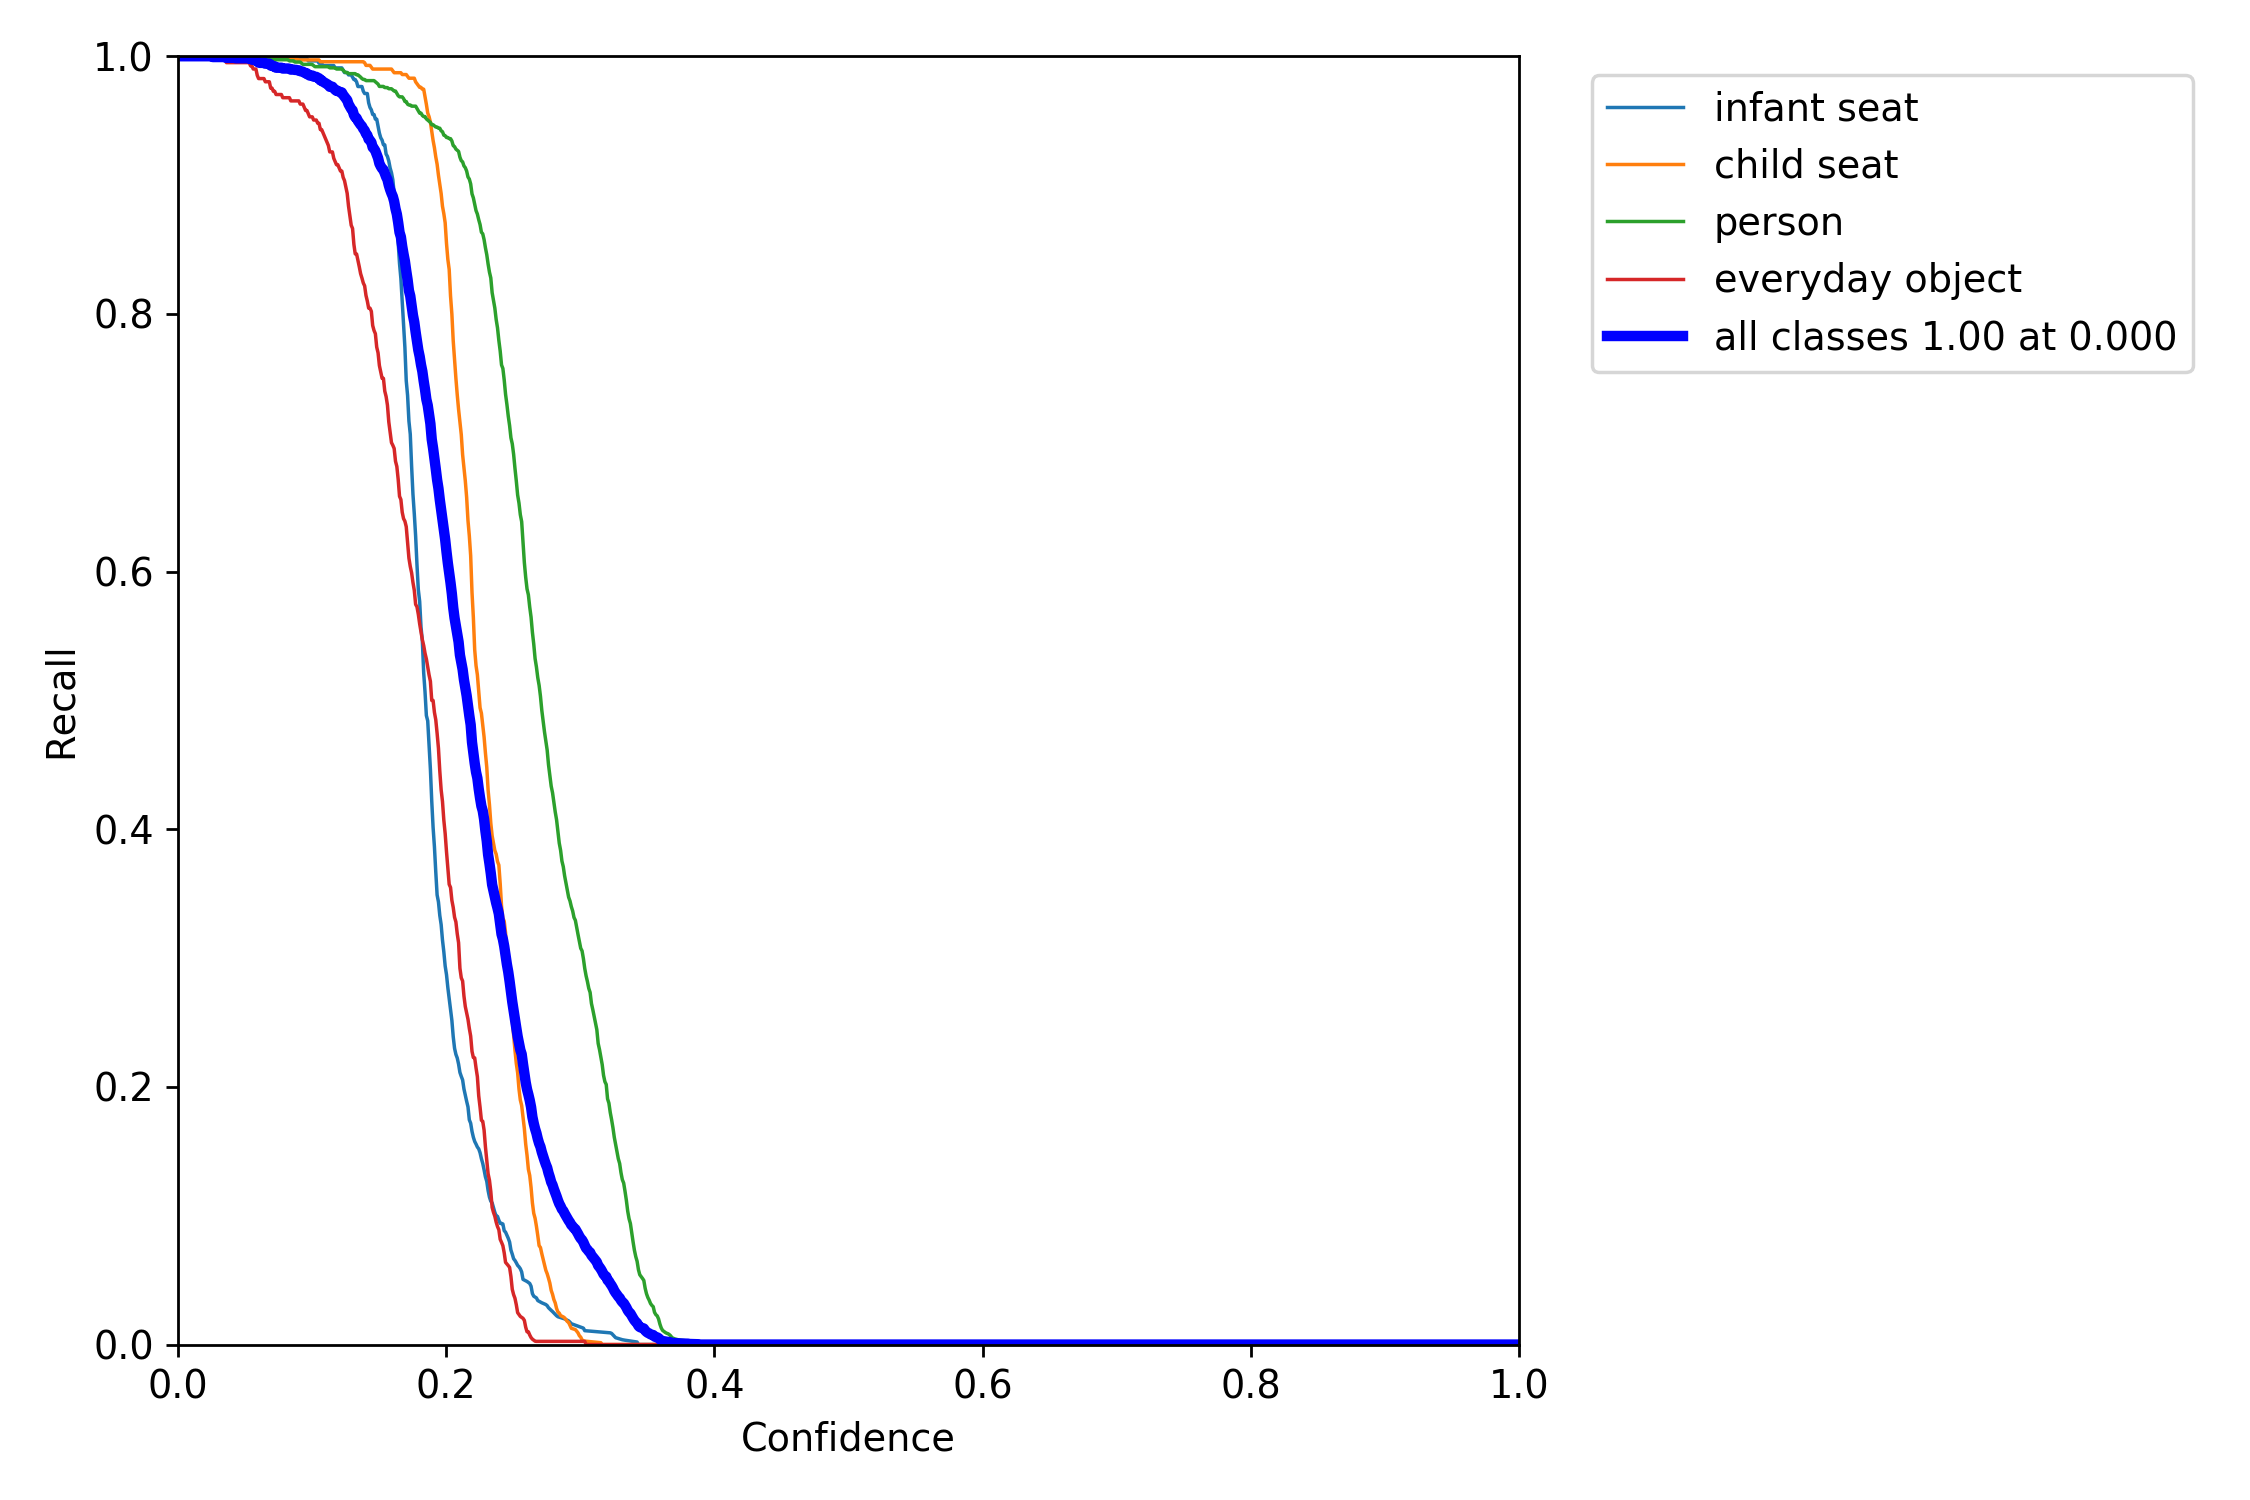 1.0
0.8
0.6
0.4
0.2
0.0
Recall
0.0 0.2 0.4 0.6 0.8 1.0
Confidence
infant seat
child seat
person
everyday object
all classes 1.00 at 0.000